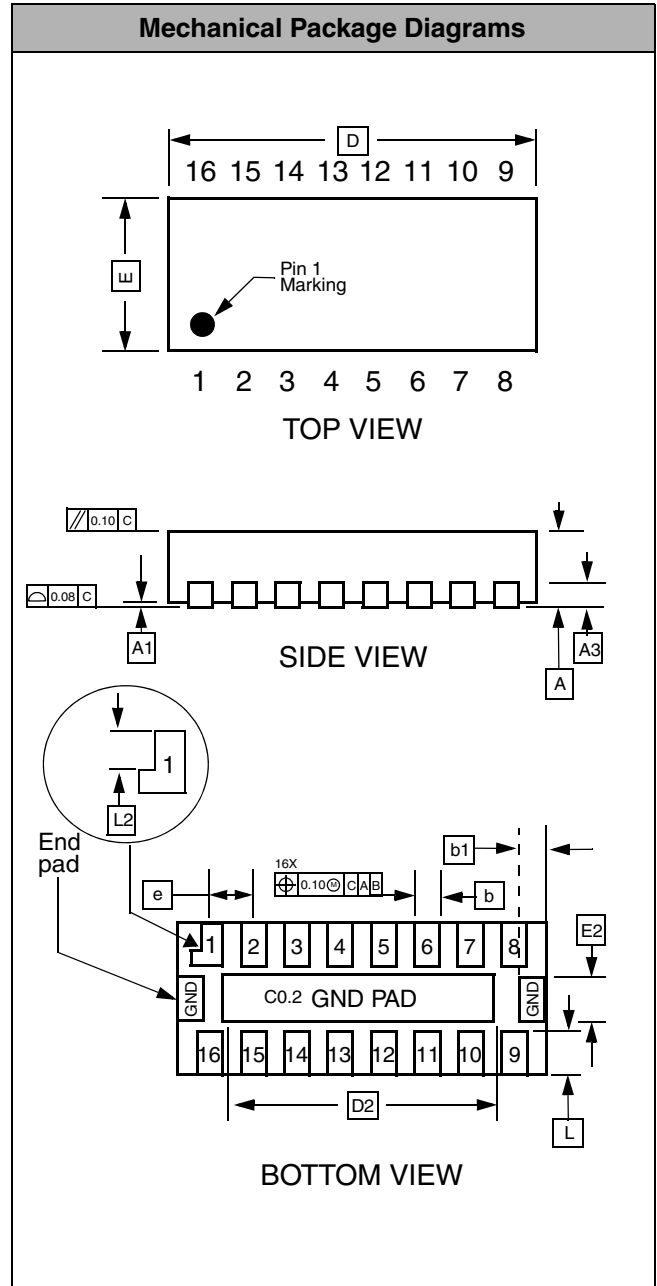 Mechanical Package Diagrams
D
16 15 14 13 12 11 10 9
E
Pin 1
Marking
1 2 3 4 5 6 7 8
TOP VIEW
// 0.10 C
⌓ 0.08 C
A1
SIDE VIEW
A3
A
1
L2
End
pad
b1
16X
e
⌖ 0.10 Ⓜ C A B
b
E2
1 2 3 4 5 6 7 8
GND
C0.2 GND PAD
GND
16 15 14 13 12 11 10 9
D2
L
BOTTOM VIEW